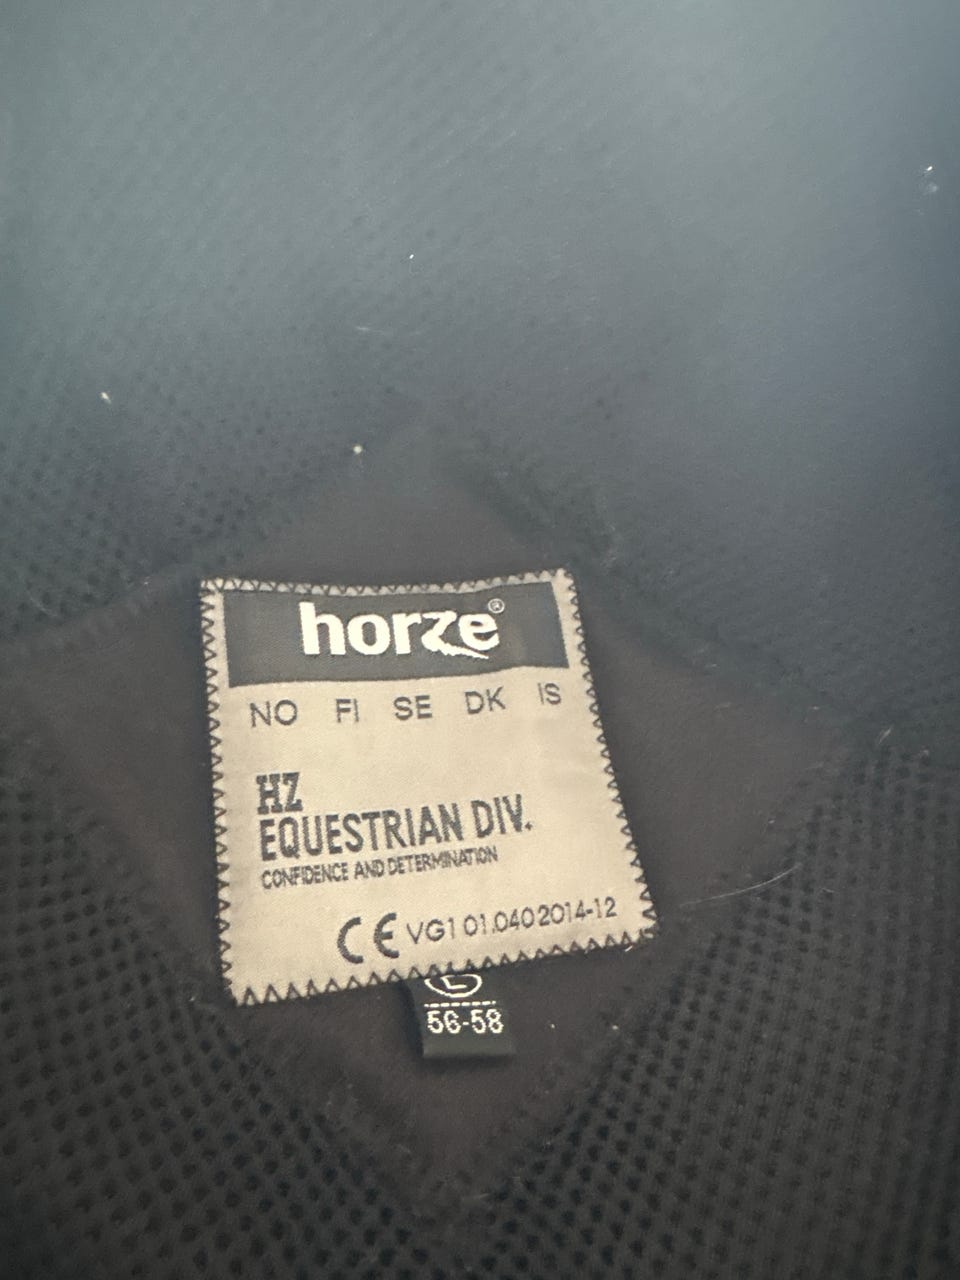 horze®
NO FI SE DK IS
HZ
EQUESTRIAN DIV.
CONFIDENCE AND DETERMINATION
CE VG1 01.040 2014-12
L
56-58